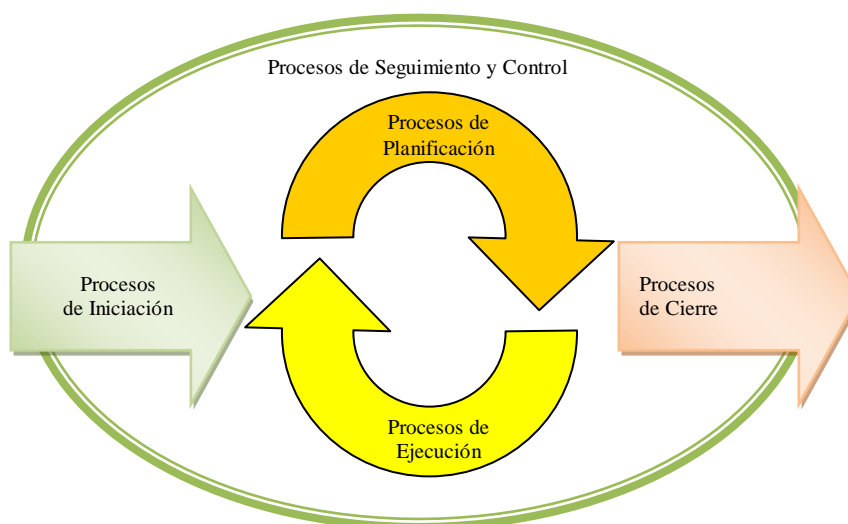 Procesos de Seguimiento y Control
Procesos de
Planificación
Procesos
de Iniciación
Procesos
de Cierre
Procesos de
Ejecución